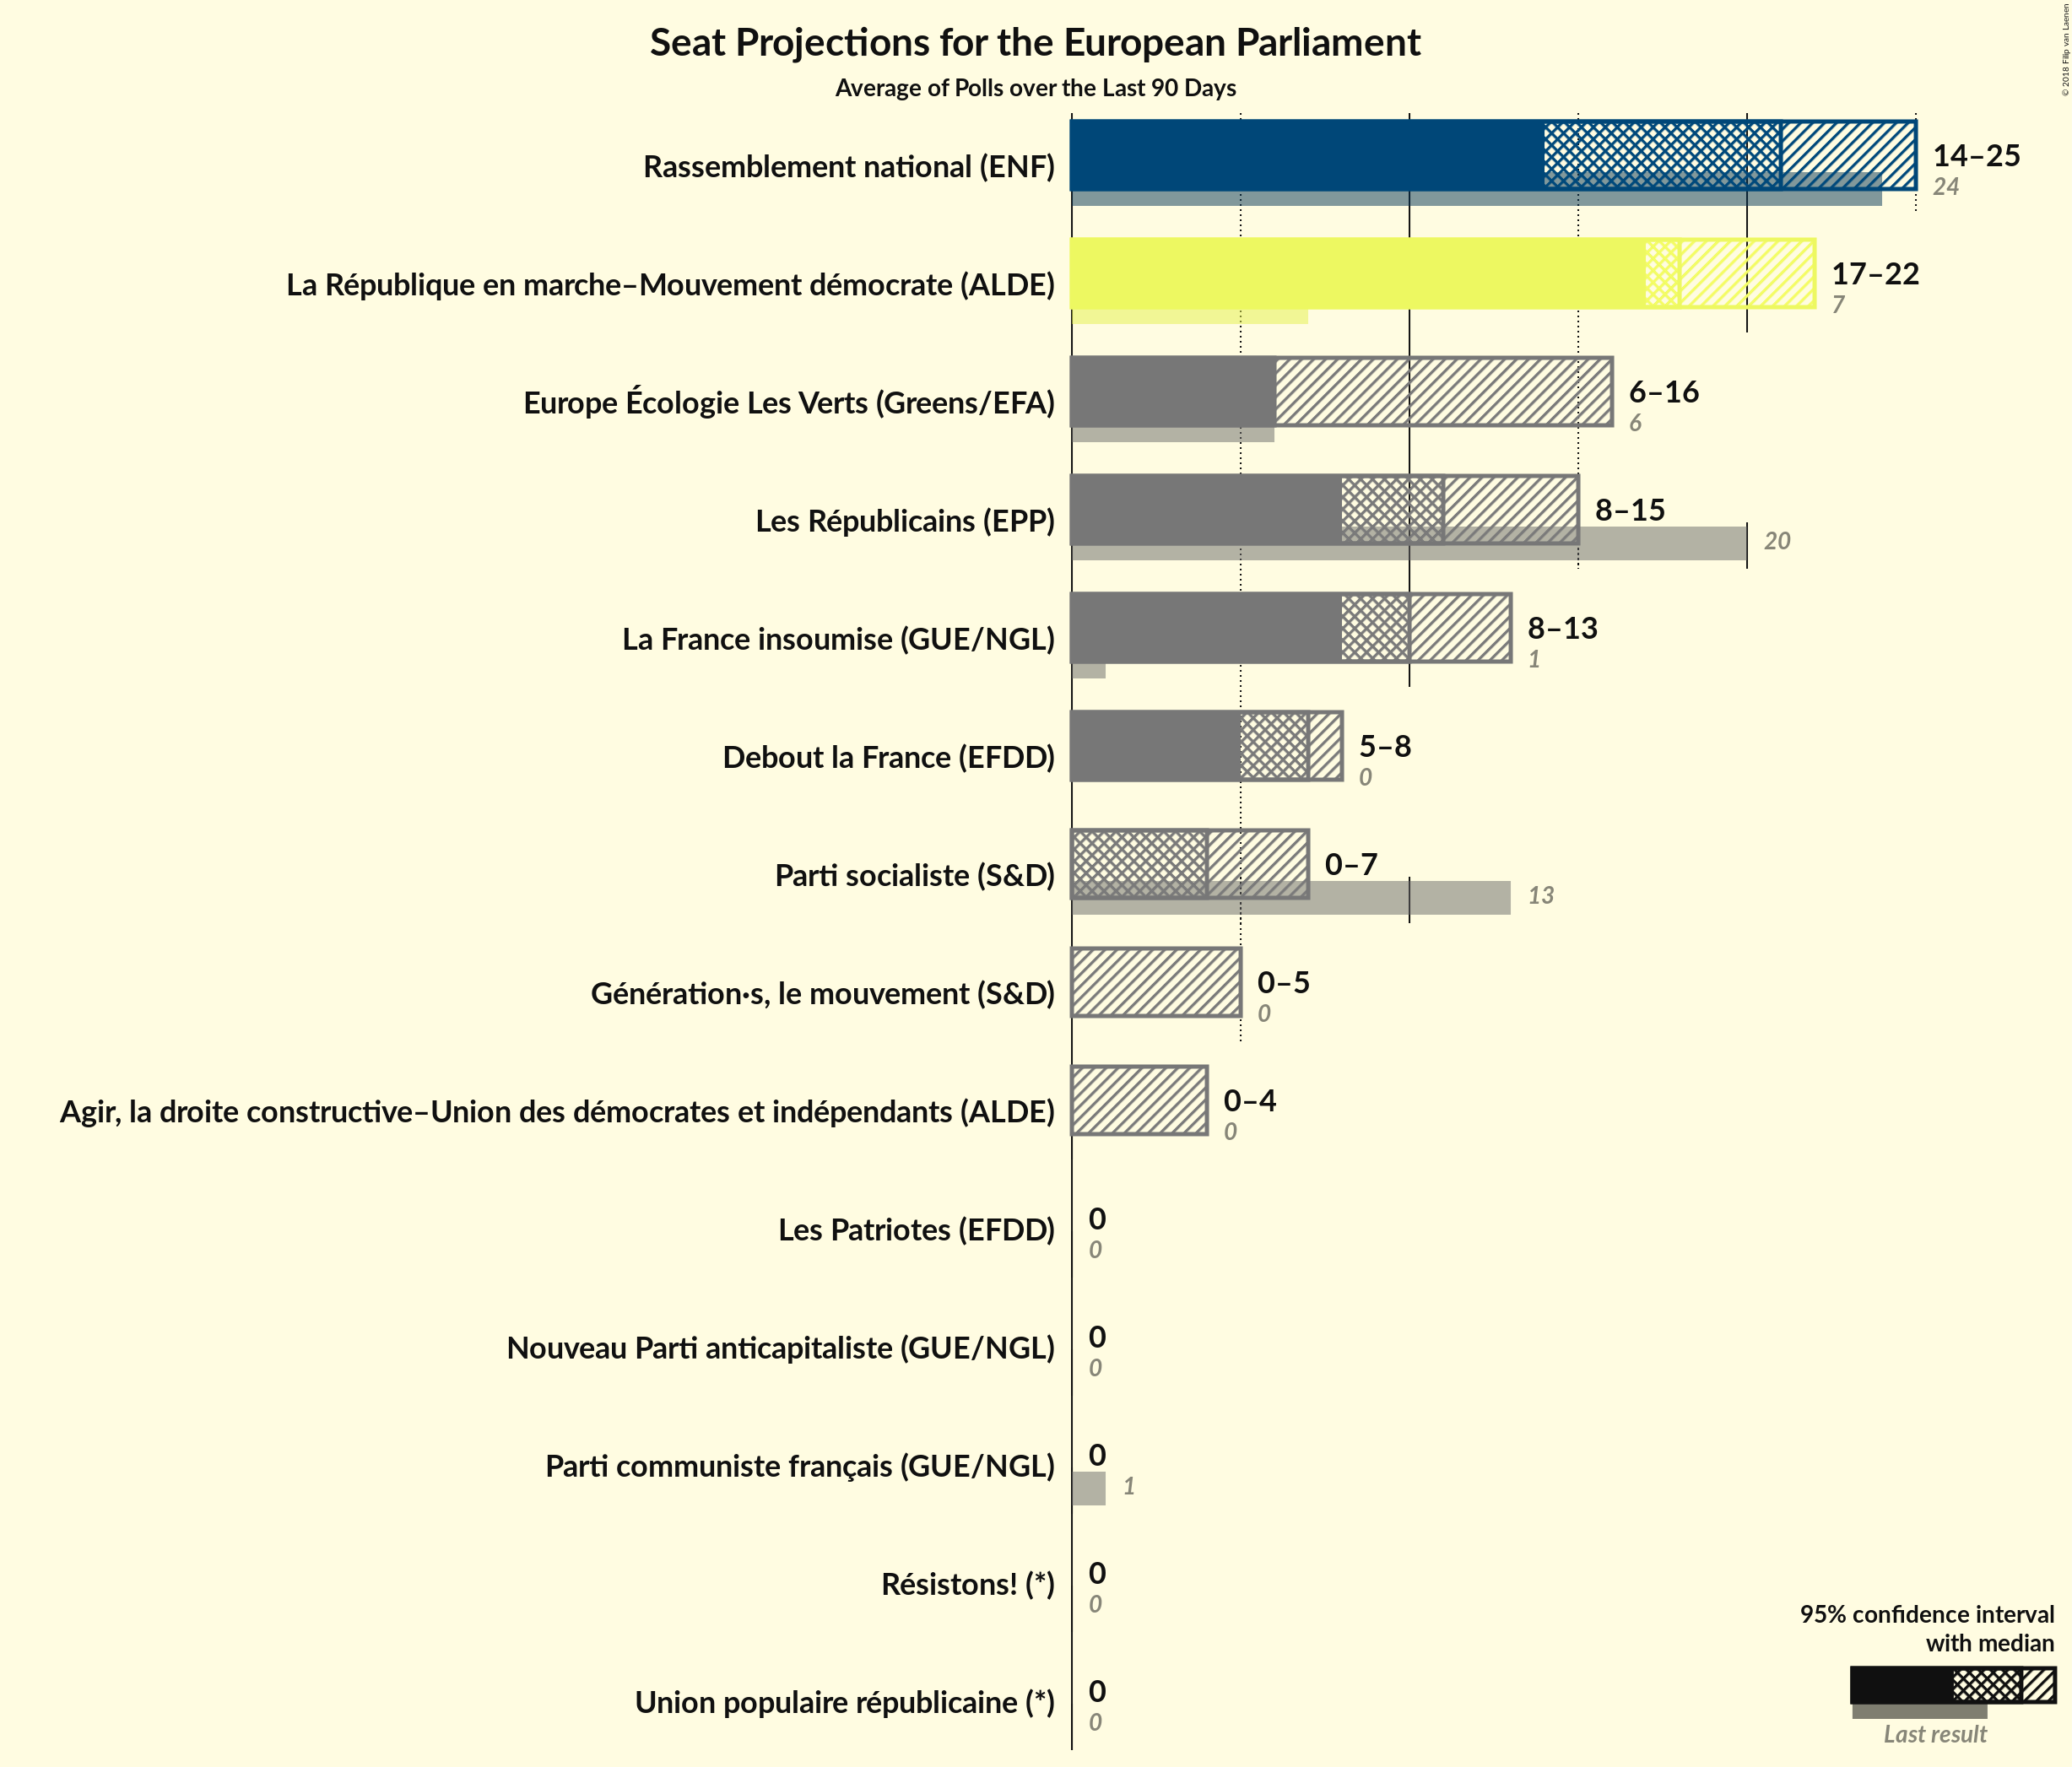 Seat Projections for the European Parliament
Average of Polls over the Last 90 Days
© 2018 Filip van Laenen
Rassemblement national (ENF)
14–25
24
La République en marche–Mouvement démocrate (ALDE)
17–22
7
Europe Écologie Les Verts (Greens/EFA)
6–16
6
Les Républicains (EPP)
8–15
20
La France insoumise (GUE/NGL)
8–13
1
Debout la France (EFDD)
5–8
0
Parti socialiste (S&D)
0–7
13
Génération·s, le mouvement (S&D)
0–5
0
Agir, la droite constructive–Union des démocrates et indépendants (ALDE)
0–4
0
Les Patriotes (EFDD)
0
0
Nouveau Parti anticapitaliste (GUE/NGL)
0
0
Parti communiste français (GUE/NGL)
0
1
Résistons! (*)
0
0
Union populaire républicaine (*)
0
0
95% confidence interval
with median
Last result